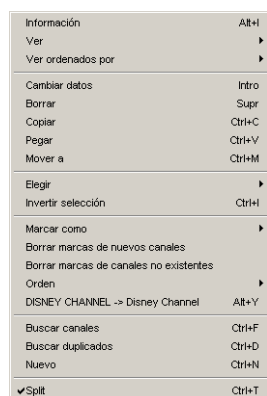 Información Alt+I
Ver
Ver ordenados por
Cambiar datos Intro
Borrar Supr
Copiar Ctrl+C
Pegar Ctrl+V
Mover a Ctrl+M
Elegir
Invertir selección Ctrl+I
Marcar como
Borrar marcas de nuevos canales
Borrar marcas de canales no existentes
Orden
DISNEY CHANNEL -> Disney Channel Alt+Y
Buscar canales Ctrl+F
Buscar duplicados Ctrl+D
Nuevo Ctrl+N
Split Ctrl+T